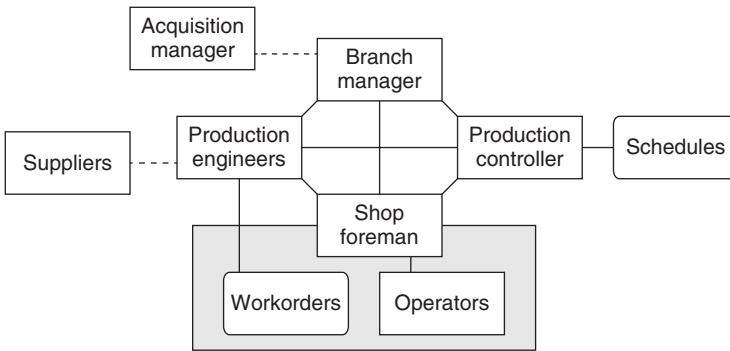 Acquisition
manager
Branch
manager
Production
engineers
Production
controller
Schedules
Suppliers
Shop
foreman
Workorders
Operators